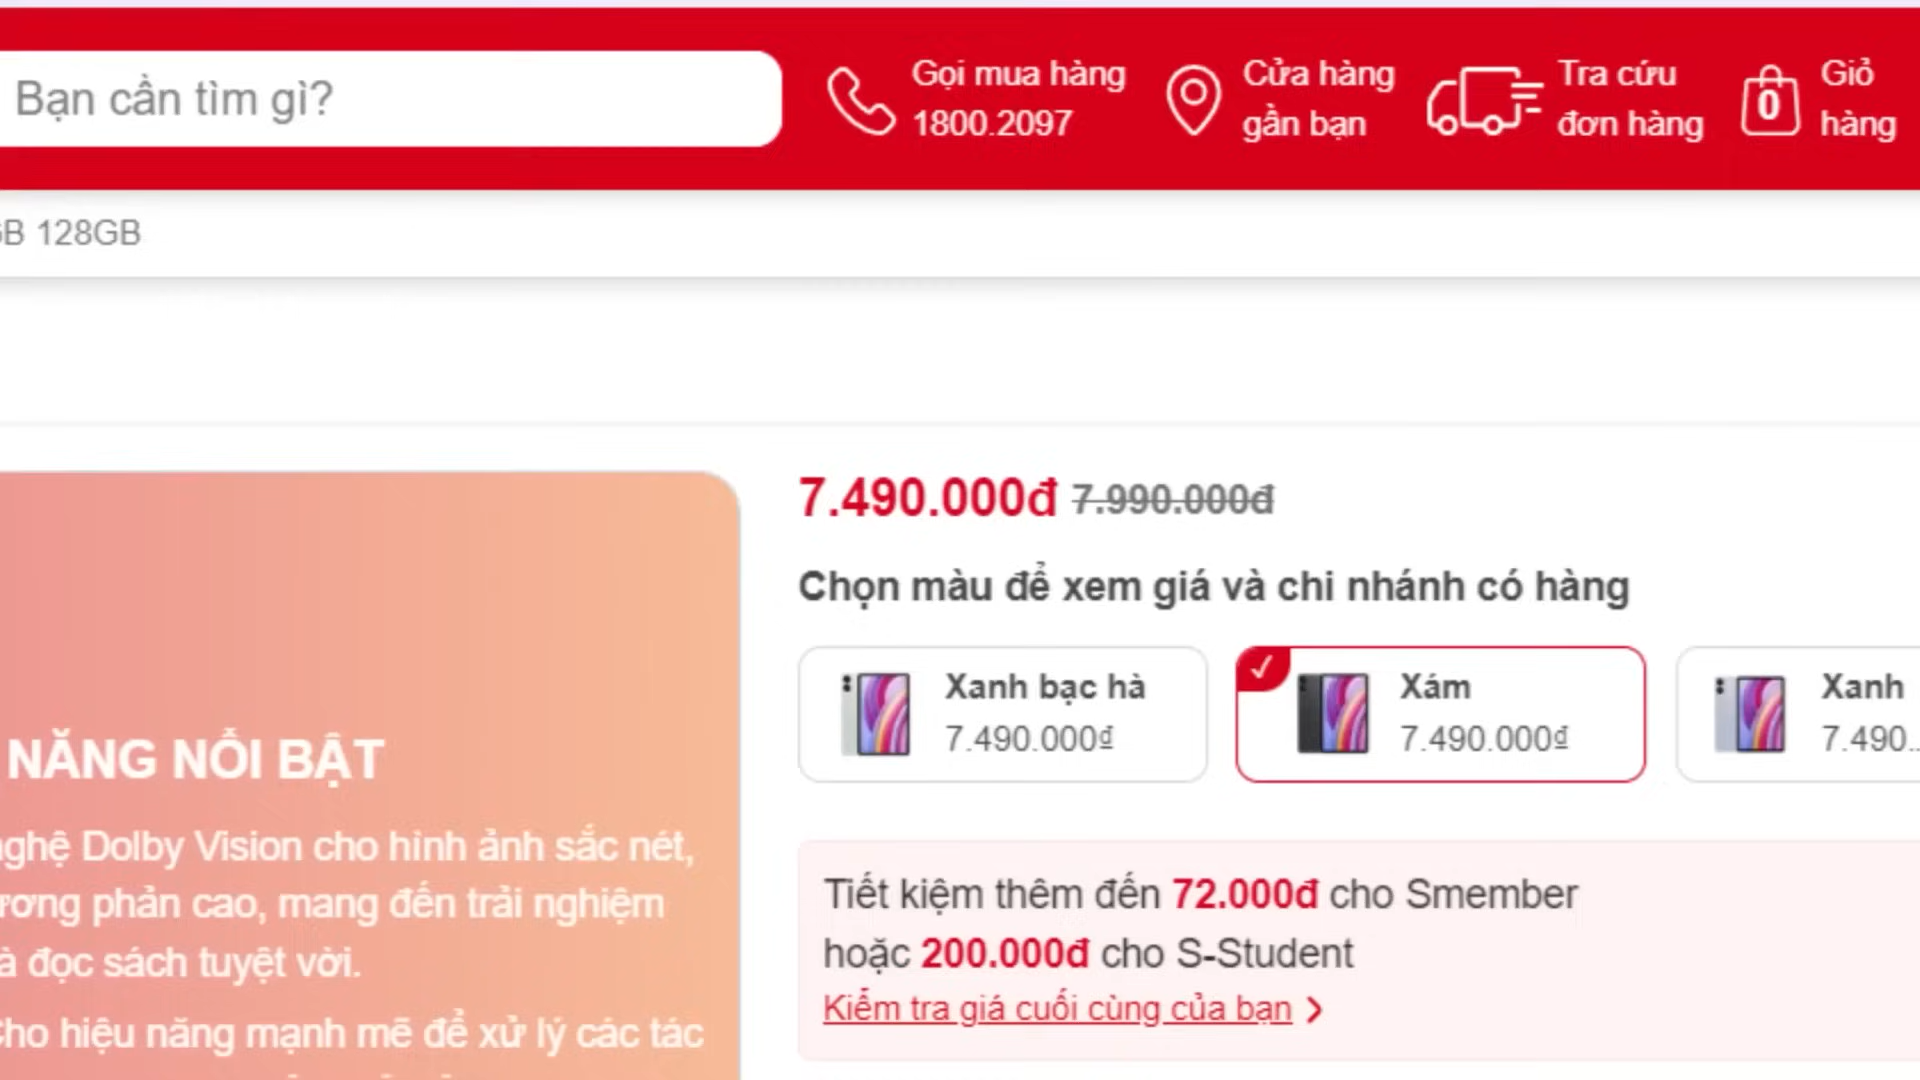 Bạn cần tìm gì?
Gọi mua hàng
1800.2097
Cửa hàng
gần bạn
Tra cứu
đơn hàng
0
Giỏ
hàng
GB 128GB
7.490.000đ 7.990.000đ
Chọn màu để xem giá và chi nhánh có hàng
Xanh bạc hà
7.490.000₫
Xám
7.490.000₫
Xanh
7.490...
NĂNG NỔI BẬT
nghệ Dolby Vision cho hình ảnh sắc nét,
ương phản cao, mang đến trải nghiệm
à đọc sách tuyệt vời.
Cho hiệu năng mạnh mẽ để xử lý các tác
Tiết kiệm thêm đến 72.000đ cho Smember
hoặc 200.000đ cho S-Student
Kiểm tra giá cuối cùng của bạn